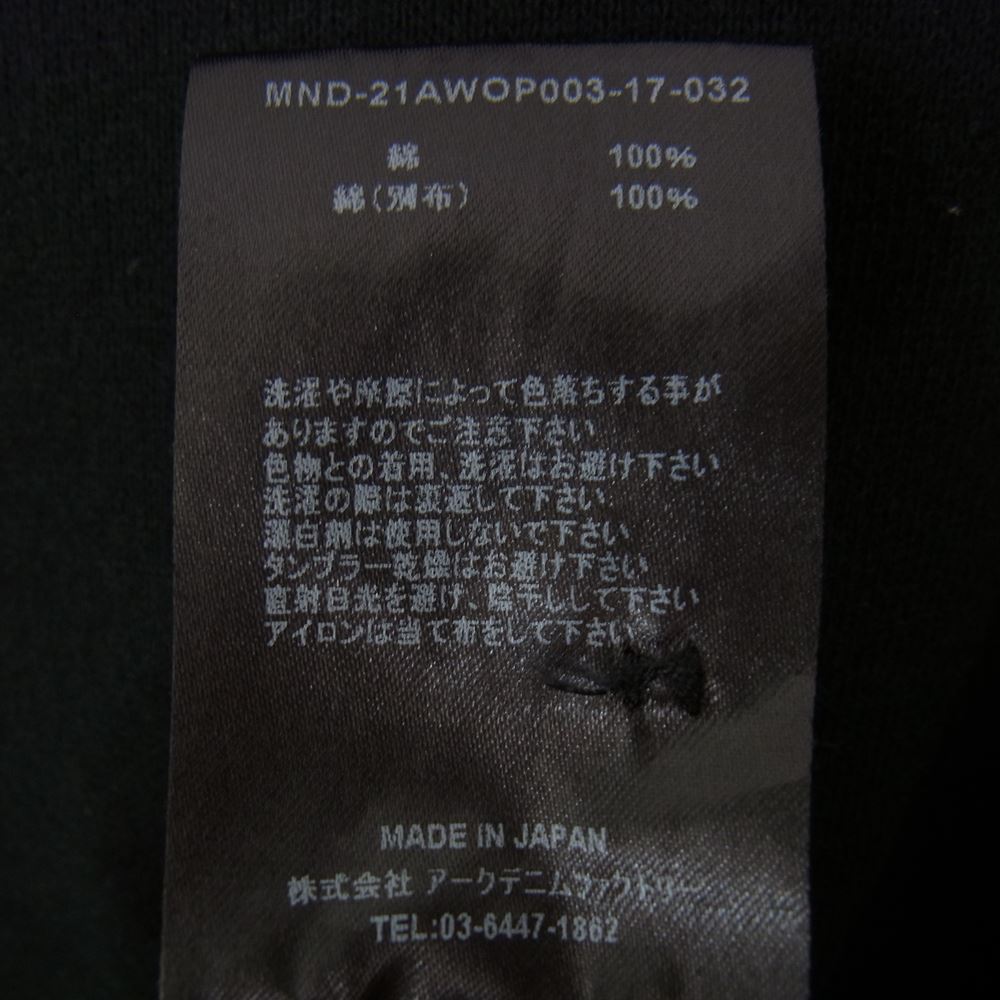 MND-21AWOP003-17-032
綿 100%
綿(別布) 100%
洗濯や摩擦によって色落ちする事が
ありますのでご注意下さい
色物との着用、洗濯はお避け下さい
洗濯の際は裏返して下さい
漂白剤は使用しないで下さい
タンブラー乾燥はお避け下さい
直射日光を避け、陰干しして下さい
アイロンは当て布をして下さい
MADE IN JAPAN
株式会社 アークデニムファクトリー
TEL:03-6447-1862